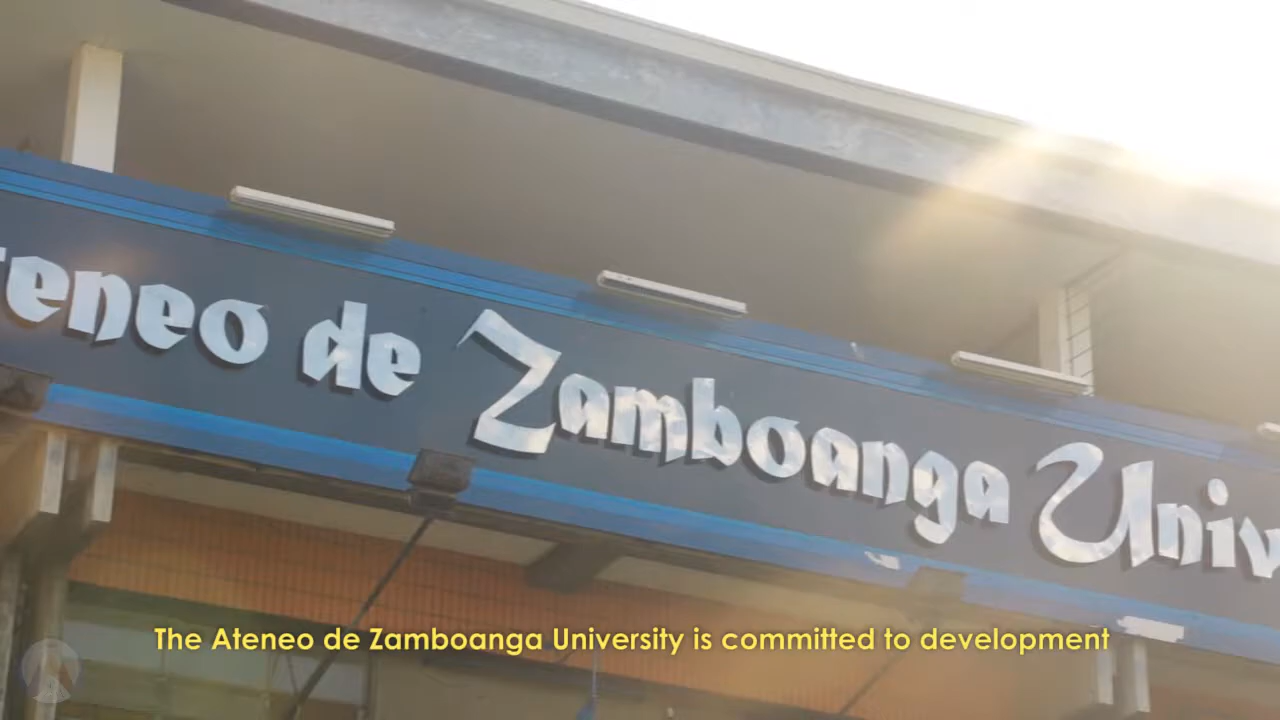 teneo de Zamboanga Univ
The Ateneo de Zamboanga University is committed to development